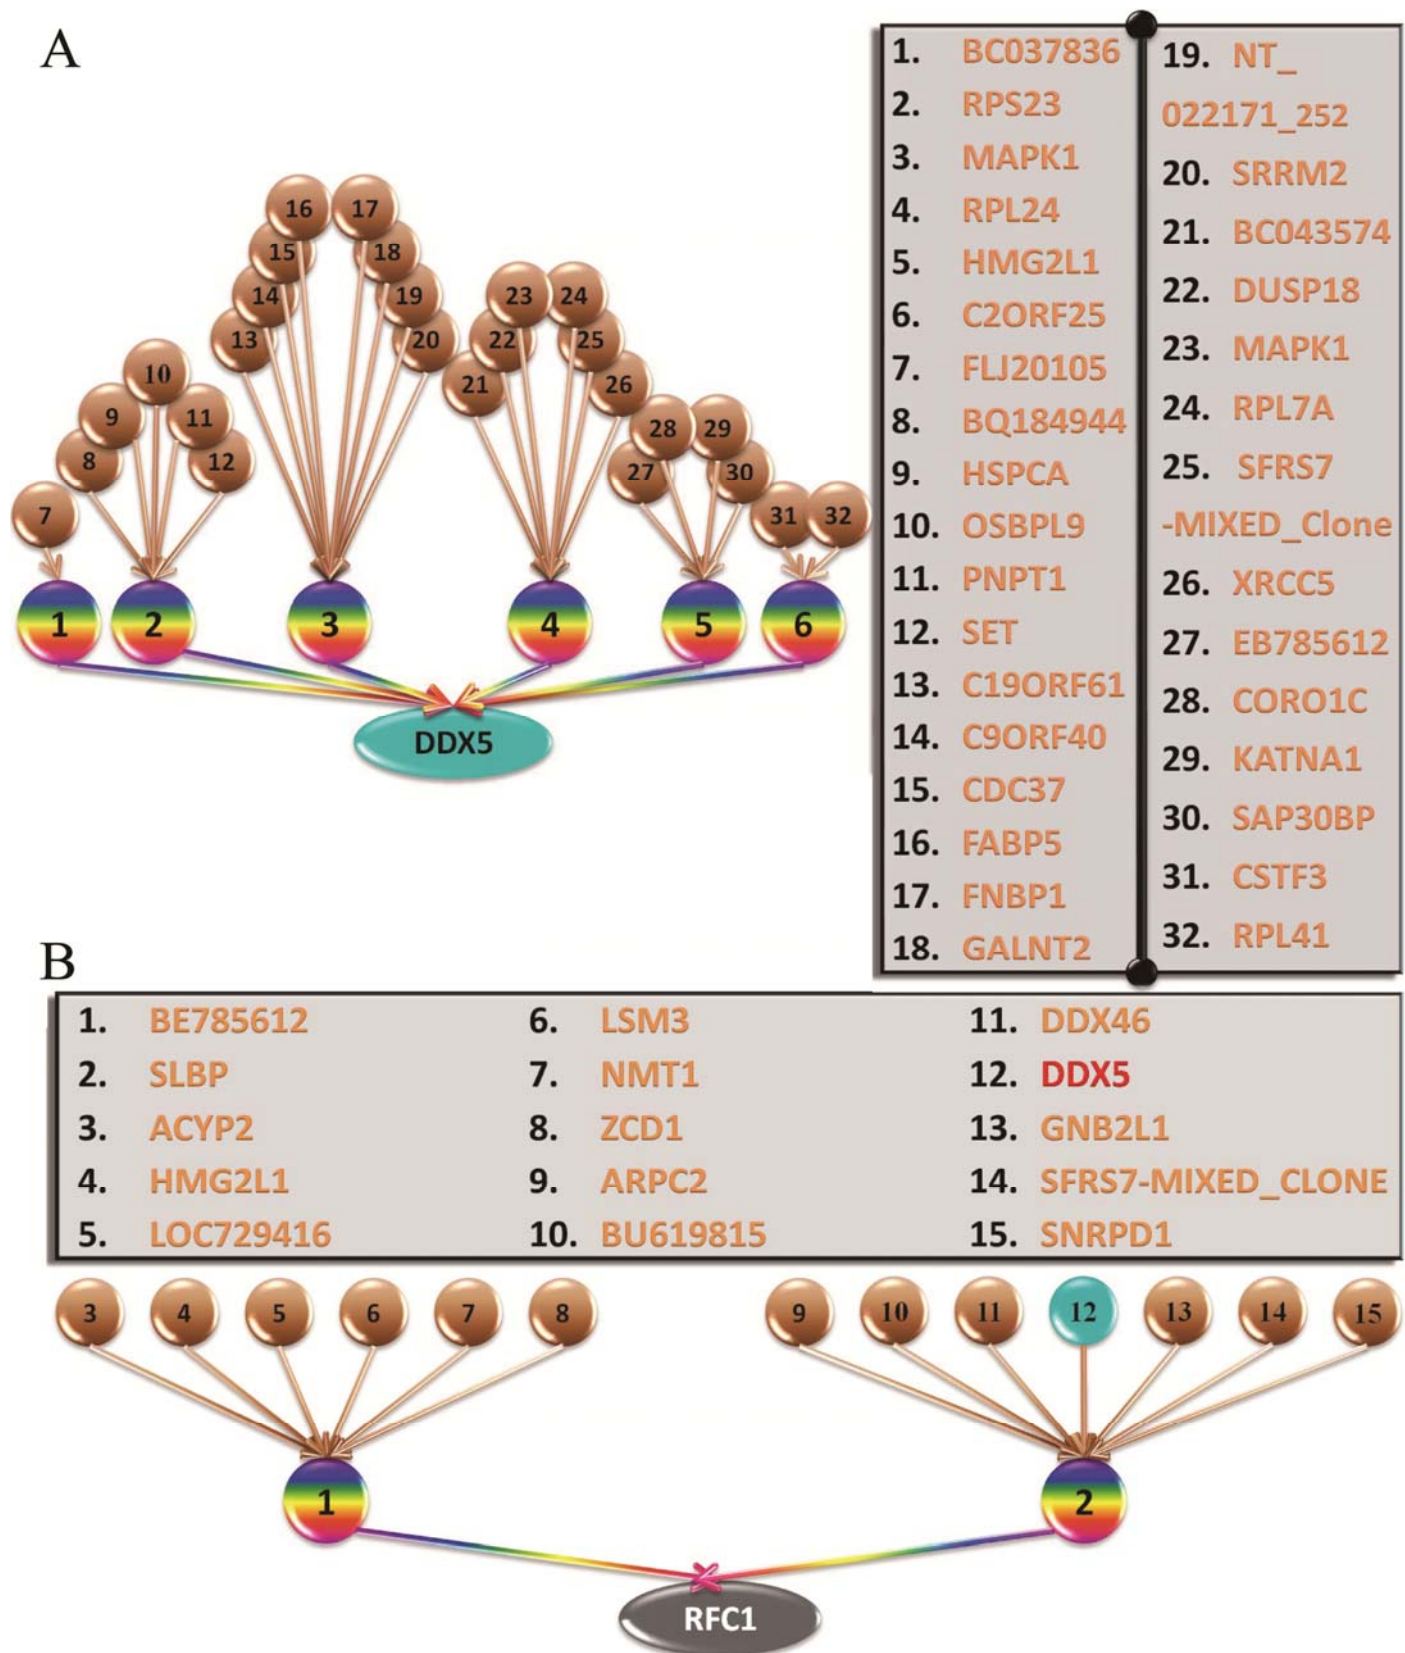 A
16 17
15 18
14 19
13 20
23 24
22 25
21 26
10
9 11
8 12
28 29
27 30
7
31 32
1 2 3 4 5 6
DDX5
1. BC037836
2. RPS23
3. MAPK1
4. RPL24
5. HMG2L1
6. C2ORF25
7. FLJ20105
8. BQ184944
9. HSPCA
10. OSBPL9
11. PNPT1
12. SET
13. C19ORF61
14. C9ORF40
15. CDC37
16. FABP5
17. FNBP1
18. GALNT2
19. NT_
022171_252
20. SRRM2
21. BC043574
22. DUSP18
23. MAPK1
24. RPL7A
25. SFRS7
-MIXED_Clone
26. XRCC5
27. EB785612
28. CORO1C
29. KATNA1
30. SAP30BP
31. CSTF3
32. RPL41
B
1. BE785612
2. SLBP
3. ACYP2
4. HMG2L1
5. LOC729416
6. LSM3
7. NMT1
8. ZCD1
9. ARPC2
10. BU619815
11. DDX46
12. DDX5
13. GNB2L1
14. SFRS7-MIXED_CLONE
15. SNRPD1
3 4 5 6 7 8 9 10 11 12 13 14 15
1 2
RFC1